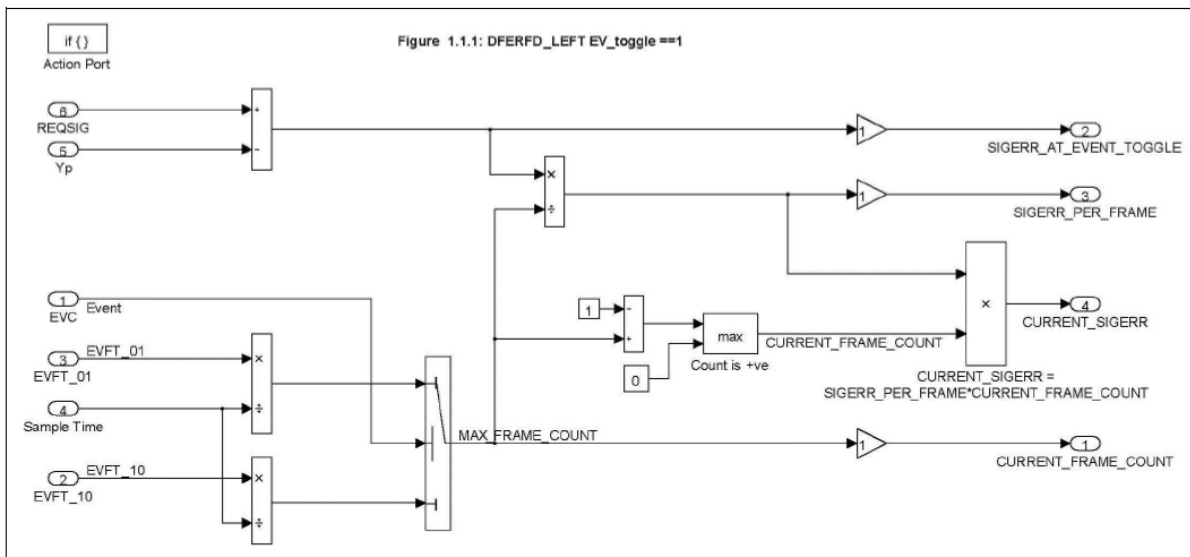 Figure 1.1.1: DFERFD_LEFT EV_toggle ==1
if { }
Action Port
6
REQSIG
5
Yp
+
-
1
2
SIGERR_AT_EVENT_TOGGLE
×
÷
1
3
SIGERR_PER_FRAME
1
EVC
Event
3
EVFT_01
EVFT_01
4
Sample Time
2
EVFT_10
EVFT_10
×
÷
×
÷
MAX_FRAME_COUNT
1
-
+
0
max
Count is +ve
CURRENT_FRAME_COUNT
×
4
CURRENT_SIGERR
CURRENT_SIGERR =
SIGERR_PER_FRAME*CURRENT_FRAME_COUNT
1
1
CURRENT_FRAME_COUNT